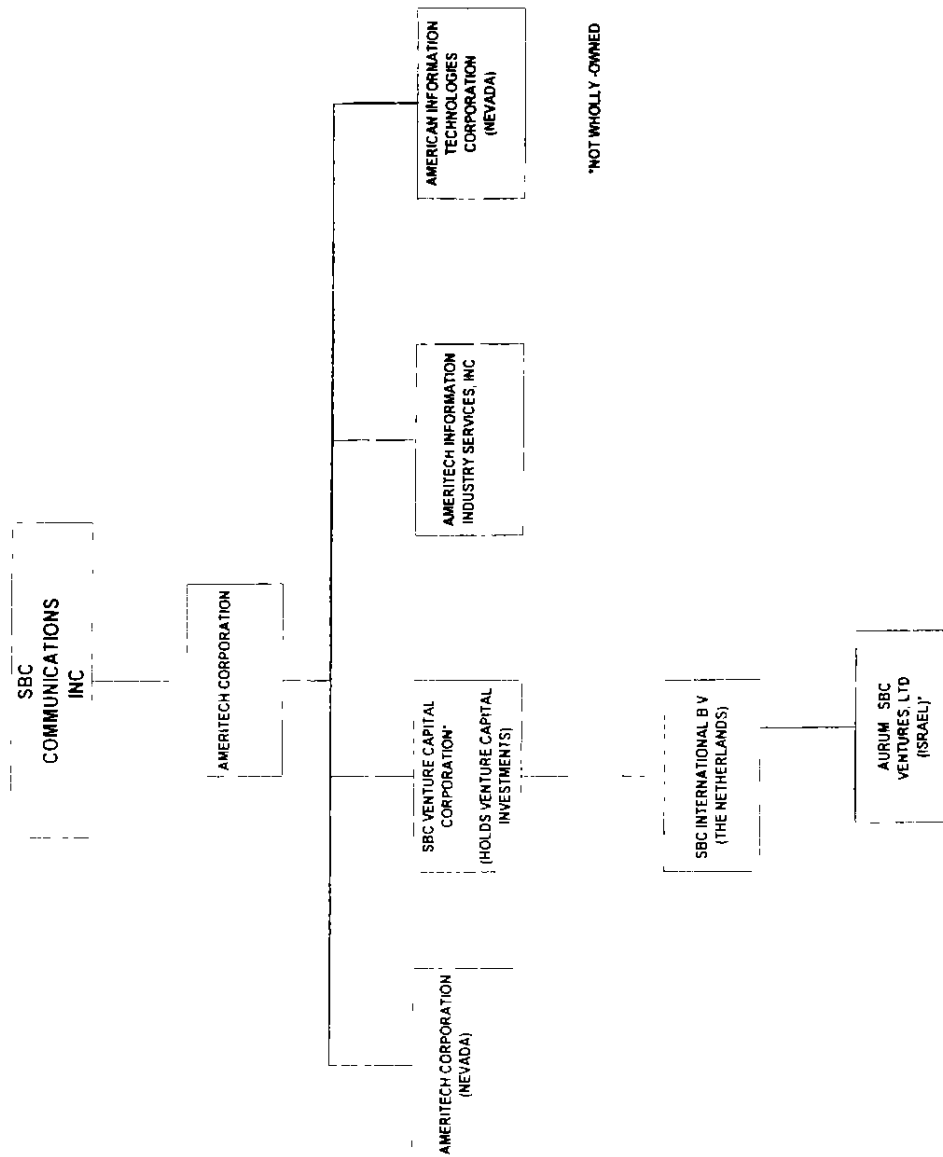 SBC
COMMUNICATIONS
INC
AMERITECH CORPORATION
AMERITECH CORPORATION
(NEVADA)
SBC VENTURE CAPITAL
CORPORATION*
(HOLDS VENTURE CAPITAL
INVESTMENTS)
AMERITECH INFORMATION
INDUSTRY SERVICES, INC
AMERICAN INFORMATION
TECHNOLOGIES
CORPORATION
(NEVADA)
SBC INTERNATIONAL B V
(THE NETHERLANDS)
AURUM SBC
VENTURES, LTD
(ISRAEL)*
*NOT WHOLLY-OWNED